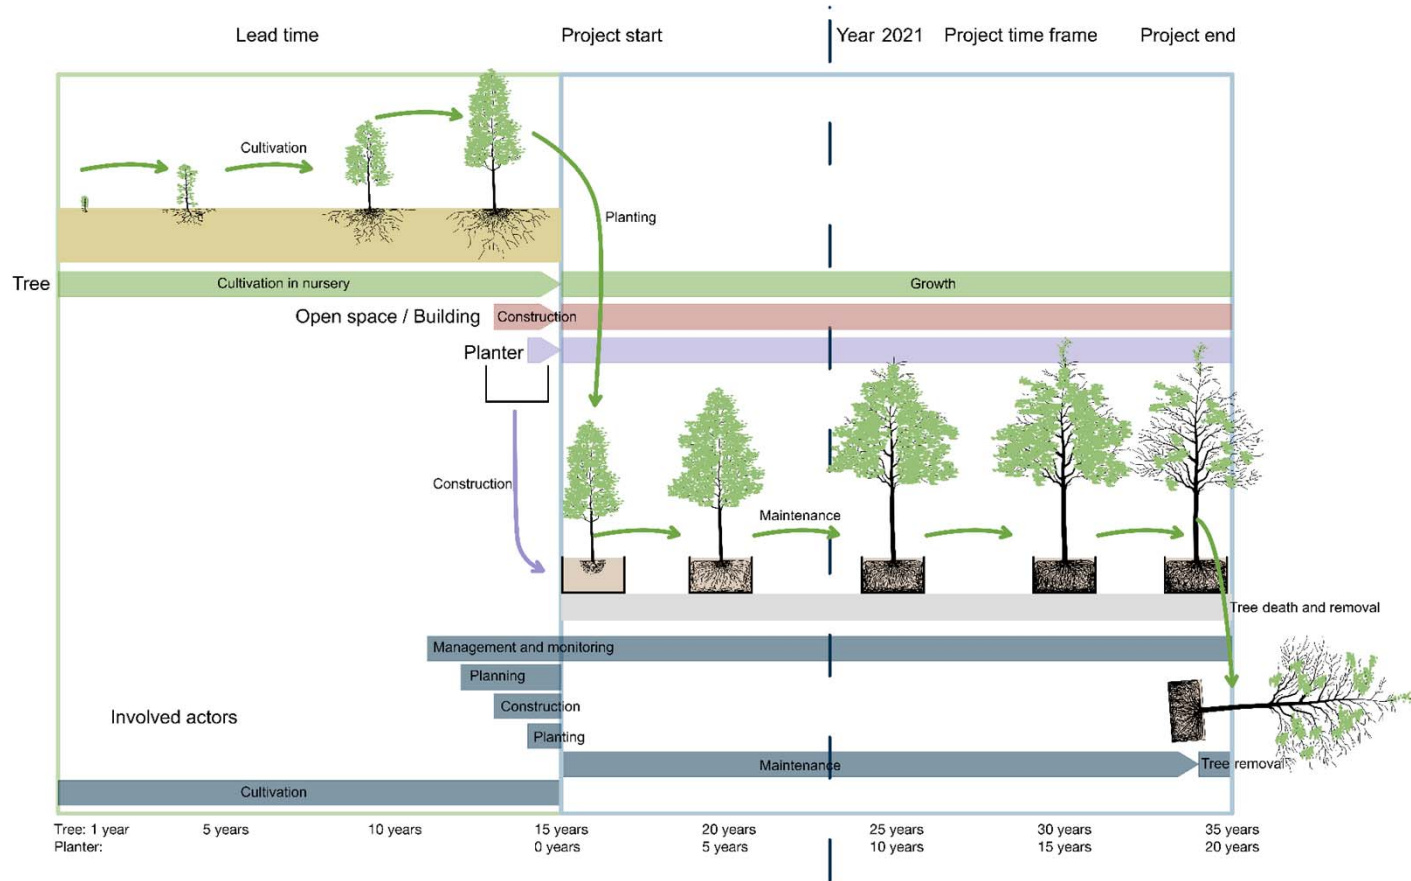 Lead time
Project start
Year 2021
Project time frame
Project end
Cultivation
Planting
Tree
Cultivation in nursery
Growth
Open space / Building
Construction
Planter
Construction
Maintenance
Tree death and removal
Management and monitoring
Planning
Construction
Involved actors
Planting
Maintenance
Tree removal
Cultivation
Tree: 1 year 5 years 10 years 15 years 20 years 25 years 30 years 35 years
Planter: 0 years 5 years 10 years 15 years 20 years